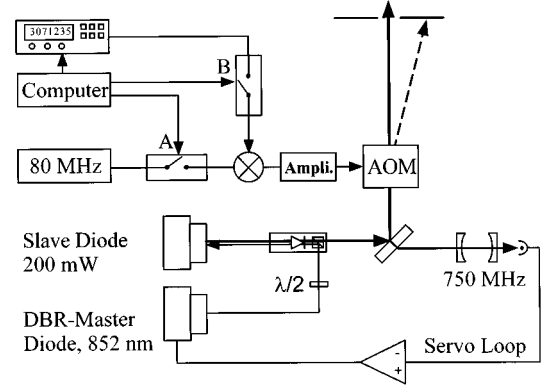 3071235
B
Computer
A
80 MHz
Ampli.
AOM
Slave Diode
200 mW
λ/2
750 MHz
DBR-Master
Diode, 852 nm
Servo Loop
-
+